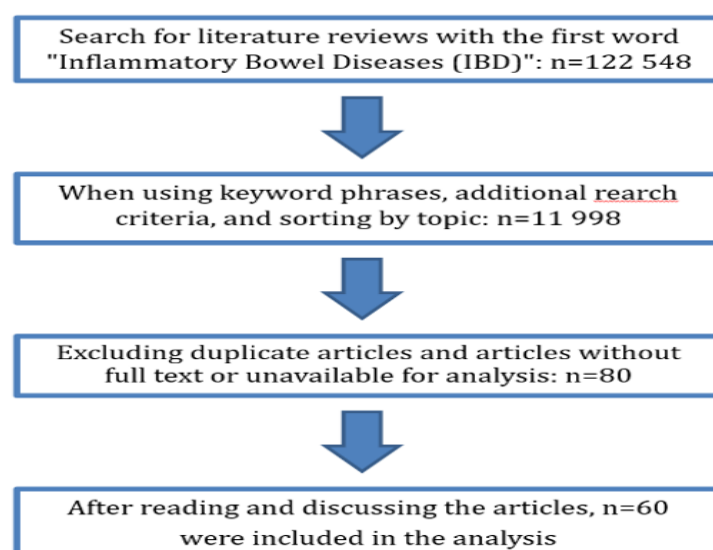 Search for literature reviews with the first word
"Inflammatory Bowel Diseases (IBD)": n=122 548
When using keyword phrases, additional rearch
criteria, and sorting by topic: n=11 998
Excluding duplicate articles and articles without
full text or unavailable for analysis: n=80
After reading and discussing the articles, n=60
were included in the analysis